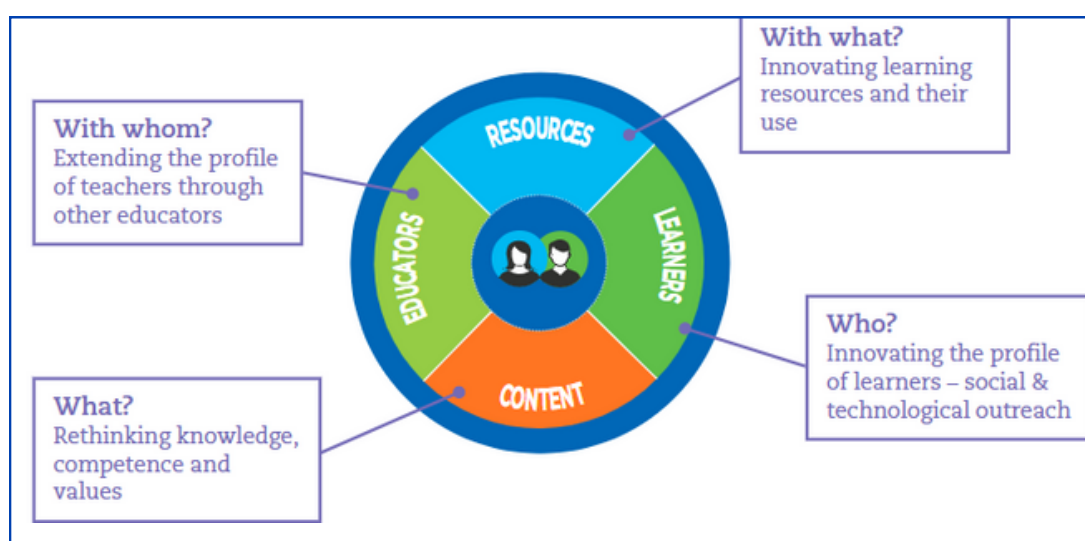 With what?
Innovating learning
resources and their
use
With whom?
Extending the profile
of teachers through
other educators
RESOURCES
EDUCATORS
LEARNERS
CONTENT
Who?
Innovating the profile
of learners – social &
technological outreach
What?
Rethinking knowledge,
competence and
values